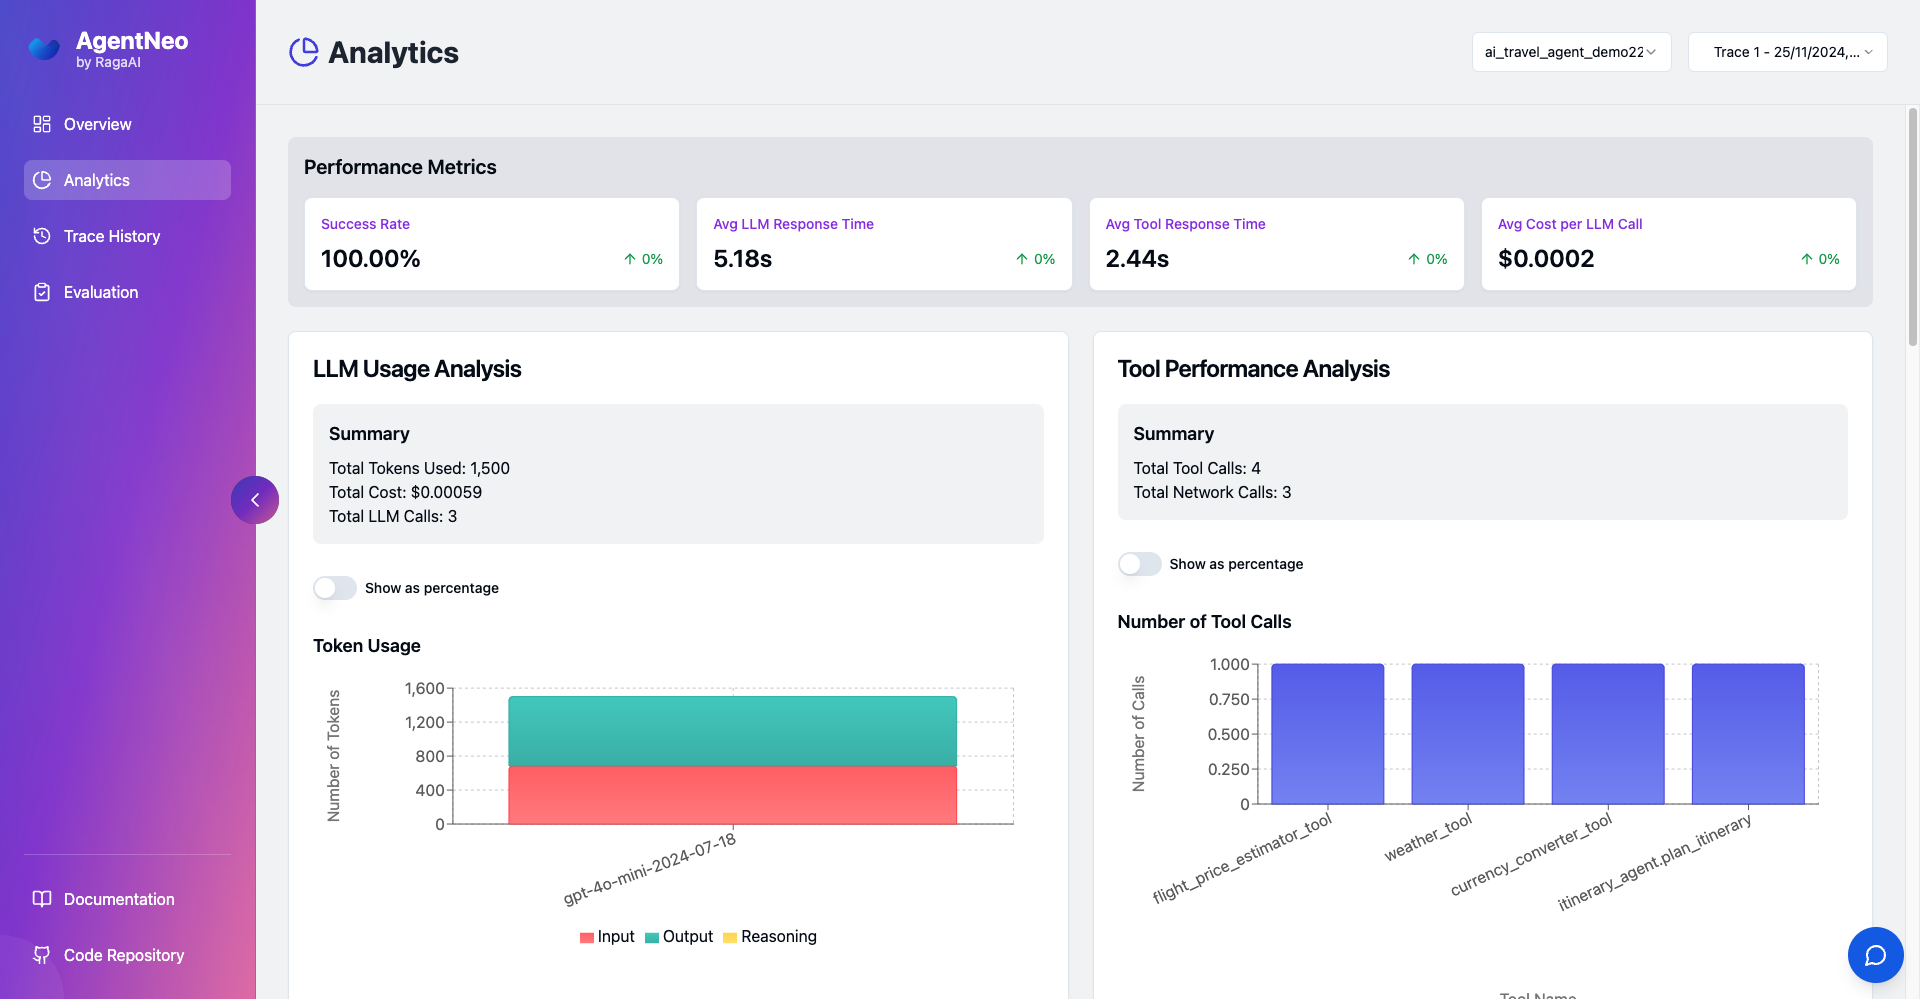 AgentNeo
by RagaAI
Overview
Analytics
Trace History
Evaluation
Documentation
Code Repository
Analytics
ai_travel_agent_demo22
Trace 1 - 25/11/2024,...
Performance Metrics
Success Rate
100.00%
0%
Avg LLM Response Time
5.18s
0%
Avg Tool Response Time
2.44s
0%
Avg Cost per LLM Call
$0.0002
0%
LLM Usage Analysis
Summary
Total Tokens Used: 1,500
Total Cost: $0.00059
Total LLM Calls: 3
Show as percentage
Token Usage
Number of Tokens
1,600
1,200
800
400
0
gpt-4o-mini-2024-07-18
Input
Output
Reasoning
Tool Performance Analysis
Summary
Total Tool Calls: 4
Total Network Calls: 3
Show as percentage
Number of Tool Calls
Number of Calls
1.000
0.750
0.500
0.250
0
flight_price_estimator_tool
weather_tool
currency_converter_tool
itinerary_agent.plan_itinerary
Tool Name